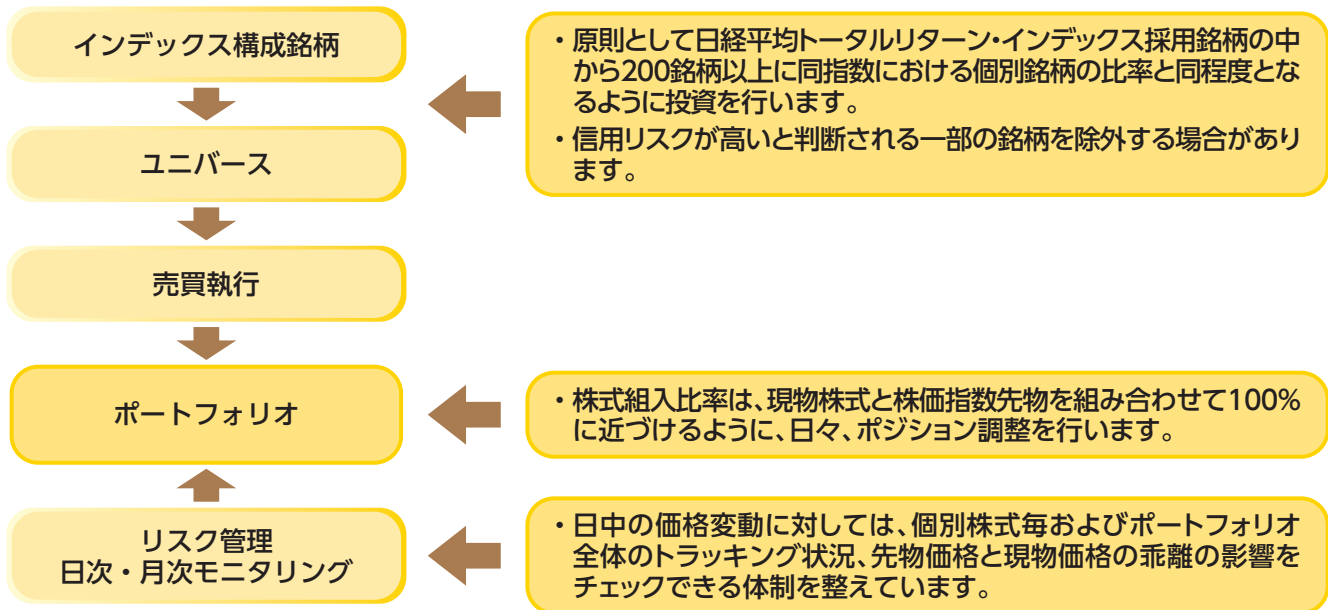 インデックス構成銘柄
・原則として日経平均トータルリターン・インデックス採用銘柄の中
から200銘柄以上に同指数における個別銘柄の比率と同程度とな
るように投資を行います。
・信用リスクが高いと判断される一部の銘柄を除外する場合があり
ます。
ユニバース
売買執行
ポートフォリオ
・株式組入比率は、現物株式と株価指数先物を組み合わせて100%
に近づけるように、日々、ポジション調整を行います。
リスク管理
日次・月次モニタリング
・日中の価格変動に対しては、個別株式毎およびポートフォリオ
全体のトラッキング状況、先物価格と現物価格の乖離の影響を
チェックできる体制を整えています。